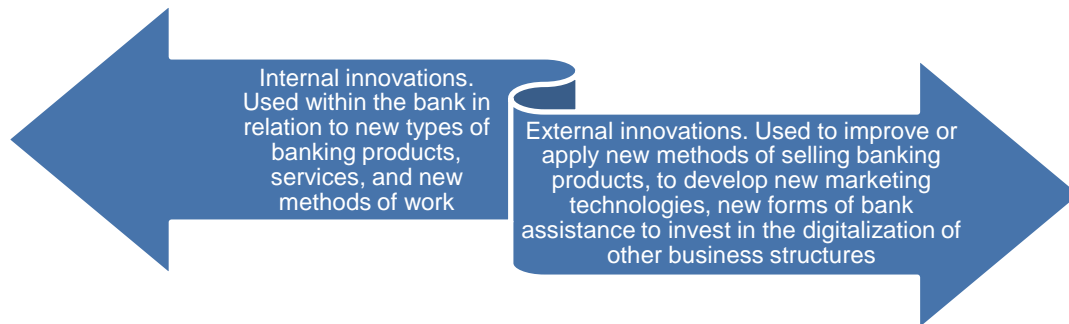 Internal innovations.
Used within the bank in
relation to new types of
banking products,
services, and new
methods of work
External innovations. Used to improve or
apply new methods of selling banking
products, to develop new marketing
technologies, new forms of bank
assistance to invest in the digitalization of
other business structures